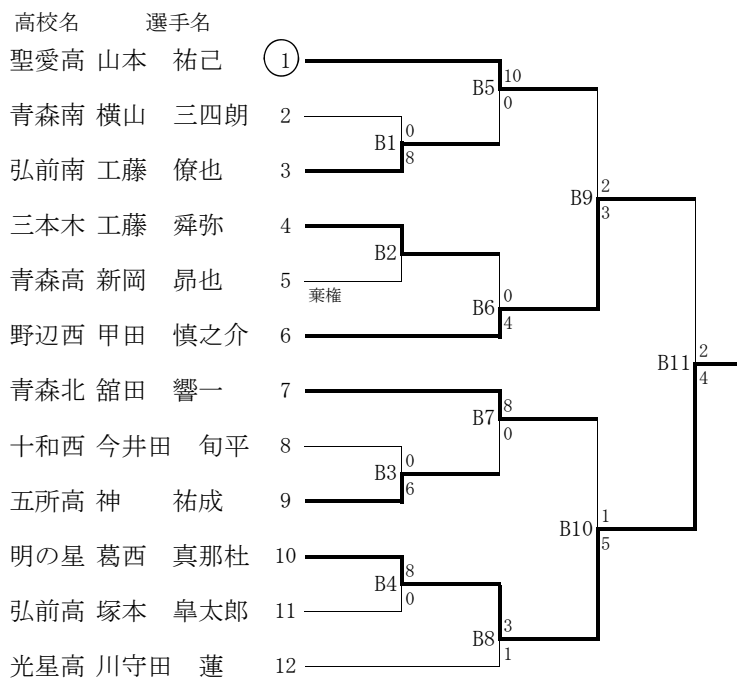 高校名 選手名
聖愛高 山本 祐己 1
10
B5
0
青森南 横山 三四朗 2
0
B1
8
弘前南 工藤 僚也 3
2
B9
3
三本木 工藤 舜弥 4
B2
青森高 新岡 昴也 5
棄権
0
B6
4
野辺西 甲田 慎之介 6
2
B11
4
青森北 舘田 響一 7
8
B7
0
十和西 今井田 旬平 8
0
B3
6
五所高 神 祐成 9
1
B10
5
明の星 葛西 真那杜 10
8
B4
0
弘前高 塚本 皐太郎 11
3
B8
1
光星高 川守田 蓮 12